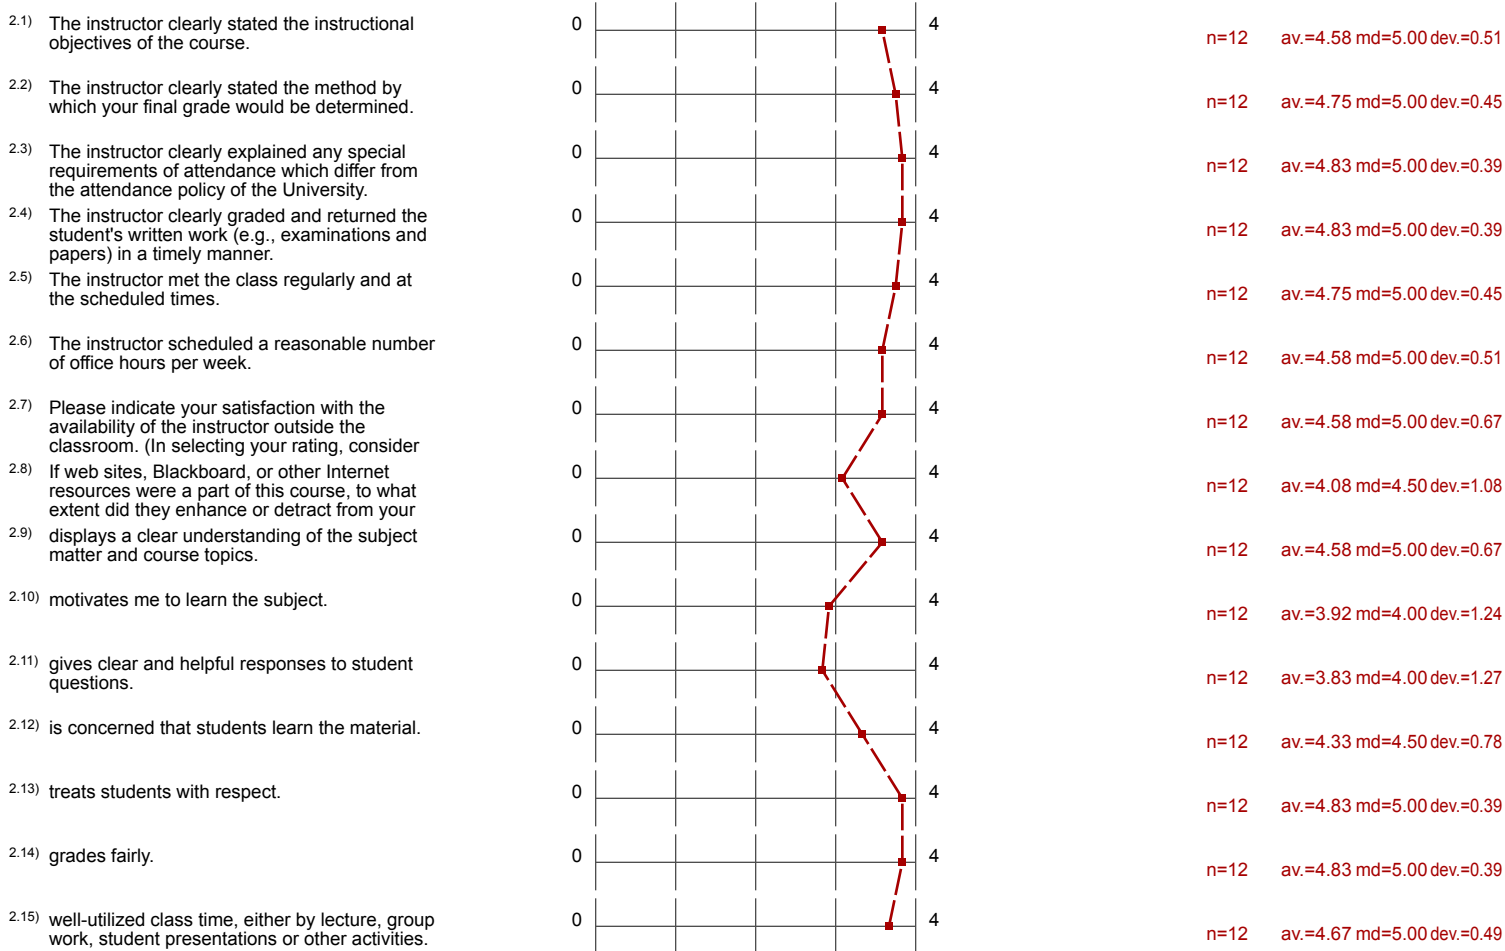 2.1) The instructor clearly stated the instructional
objectives of the course.
0 4
n=12 av.=4.58 md=5.00 dev.=0.51
2.2) The instructor clearly stated the method by
which your final grade would be determined.
0 4
n=12 av.=4.75 md=5.00 dev.=0.45
2.3) The instructor clearly explained any special
requirements of attendance which differ from
the attendance policy of the University.
0 4
n=12 av.=4.83 md=5.00 dev.=0.39
2.4) The instructor clearly graded and returned the
student's written work (e.g., examinations and
papers) in a timely manner.
0 4
n=12 av.=4.83 md=5.00 dev.=0.39
2.5) The instructor met the class regularly and at
the scheduled times.
0 4
n=12 av.=4.75 md=5.00 dev.=0.45
2.6) The instructor scheduled a reasonable number
of office hours per week.
0 4
n=12 av.=4.58 md=5.00 dev.=0.51
2.7) Please indicate your satisfaction with the
availability of the instructor outside the
classroom. (In selecting your rating, consider
0 4
n=12 av.=4.58 md=5.00 dev.=0.67
2.8) If web sites, Blackboard, or other Internet
resources were a part of this course, to what
extent did they enhance or detract from your
0 4
n=12 av.=4.08 md=4.50 dev.=1.08
2.9) displays a clear understanding of the subject
matter and course topics.
0 4
n=12 av.=4.58 md=5.00 dev.=0.67
2.10) motivates me to learn the subject.
0 4
n=12 av.=3.92 md=4.00 dev.=1.24
2.11) gives clear and helpful responses to student
questions.
0 4
n=12 av.=3.83 md=4.00 dev.=1.27
2.12) is concerned that students learn the material.
0 4
n=12 av.=4.33 md=4.50 dev.=0.78
2.13) treats students with respect.
0 4
n=12 av.=4.83 md=5.00 dev.=0.39
2.14) grades fairly.
0 4
n=12 av.=4.83 md=5.00 dev.=0.39
2.15) well-utilized class time, either by lecture, group
work, student presentations or other activities.
0 4
n=12 av.=4.67 md=5.00 dev.=0.49